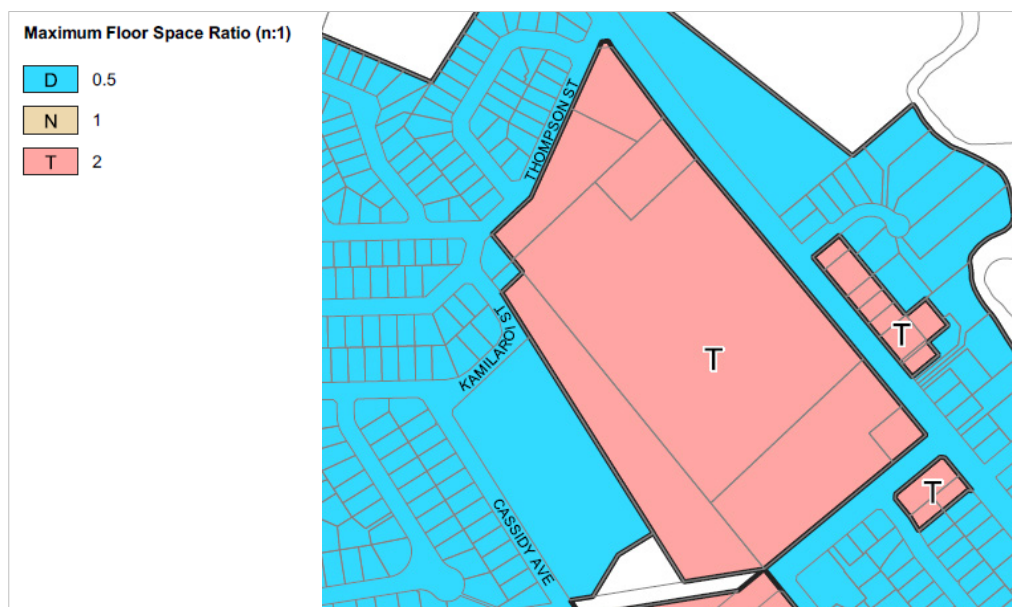 Maximum Floor Space Ratio (n:1)
D 0.5
N 1
T 2
THOMPSON ST
KAMILAROI ST
CASSIDY AVE
T
T
T